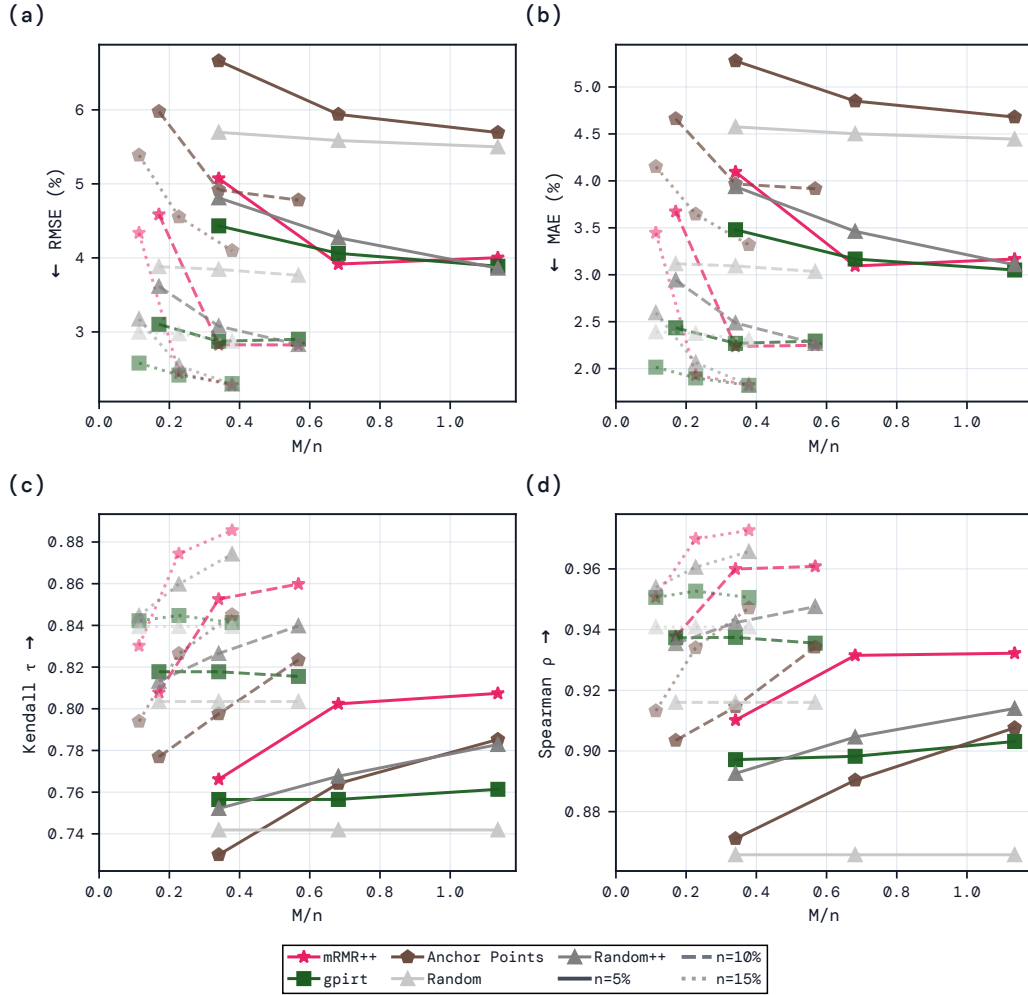 (a)
(b)
← RMSE (%)
6
5
4
3
0.0 0.2 0.4 0.6 0.8 1.0
M/n
← MAE (%)
5.0
4.5
4.0
3.5
3.0
2.5
2.0
0.0 0.2 0.4 0.6 0.8 1.0
M/n
(c)
(d)
Kendall τ →
0.88
0.86
0.84
0.82
0.80
0.78
0.76
0.74
0.0 0.2 0.4 0.6 0.8 1.0
M/n
Spearman ρ →
0.96
0.94
0.92
0.90
0.88
0.0 0.2 0.4 0.6 0.8 1.0
M/n
mRMR++ Anchor Points Random++ n=10%
gpirt Random n=5% n=15%